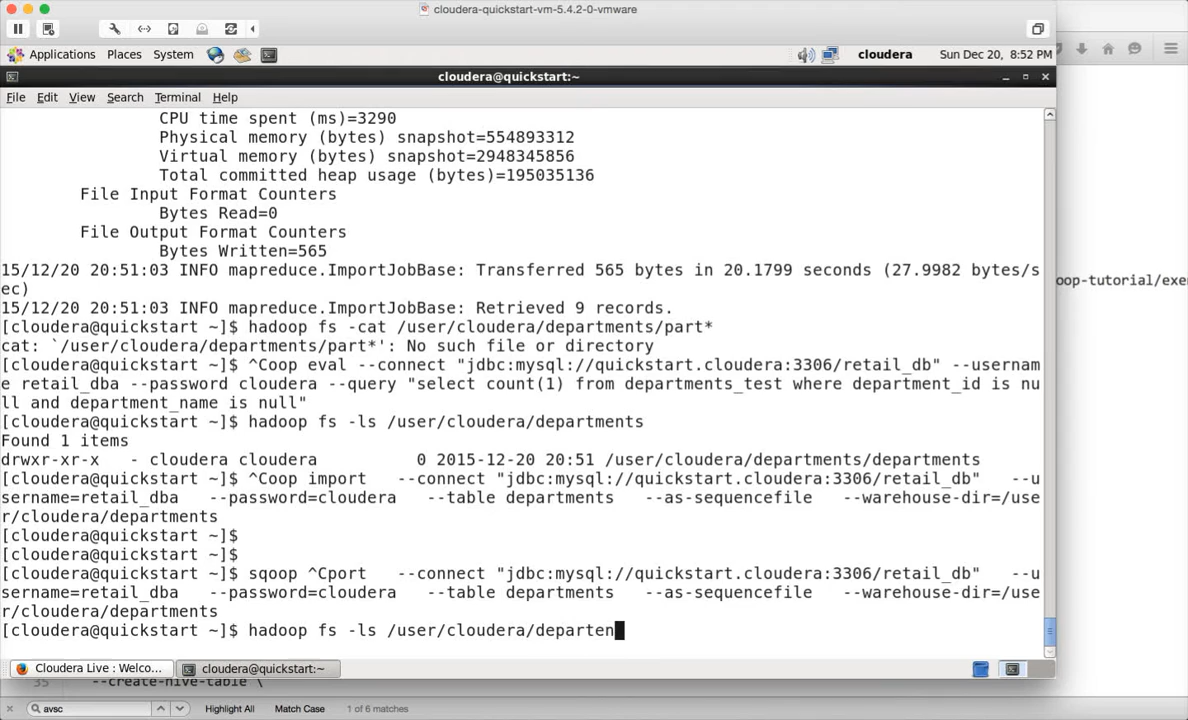 cloudera-quickstart-vm-5.4.2-0-vmware
Applications Places System cloudera Sun Dec 20, 8:52 PM
cloudera@quickstart:~
File Edit View Search Terminal Help
CPU time spent (ms)=3290
Physical memory (bytes) snapshot=554893312
Virtual memory (bytes) snapshot=2948345856
Total committed heap usage (bytes)=195035136
File Input Format Counters
Bytes Read=0
File Output Format Counters
Bytes Written=565
15/12/20 20:51:03 INFO mapreduce.ImportJobBase: Transferred 565 bytes in 20.1799 seconds (27.9982 bytes/s
ec)
oop-tutorial/exer
15/12/20 20:51:03 INFO mapreduce.ImportJobBase: Retrieved 9 records.
[cloudera@quickstart ~]$ hadoop fs -cat /user/cloudera/departments/part*
cat: `/user/cloudera/departments/part*': No such file or directory
[cloudera@quickstart ~]$ ^Coop eval --connect "jdbc:mysql://quickstart.cloudera:3306/retail_db" --usernam
e retail_dba --password cloudera --query "select count(1) from departments_test where department_id is nu
ll and department_name is null"
[cloudera@quickstart ~]$ hadoop fs -ls /user/cloudera/departments
Found 1 items
drwxr-xr-x - cloudera cloudera 0 2015-12-20 20:51 /user/cloudera/departments/departments
[cloudera@quickstart ~]$ ^Coop import --connect "jdbc:mysql://quickstart.cloudera:3306/retail_db" --u
sername=retail_dba --password=cloudera --table departments --as-sequencefile --warehouse-dir=/use
r/cloudera/departments
[cloudera@quickstart ~]$
[cloudera@quickstart ~]$
[cloudera@quickstart ~]$ sqoop ^Cport --connect "jdbc:mysql://quickstart.cloudera:3306/retail_db" --u
sername=retail_dba --password=cloudera --table departments --as-sequencefile --warehouse-dir=/use
r/cloudera/departments
[cloudera@quickstart ~]$ hadoop fs -ls /user/cloudera/departen
Cloudera Live : Welco... cloudera@quickstart:~
35 --create-hive-table \
avsc Highlight All Match Case 1 of 6 matches